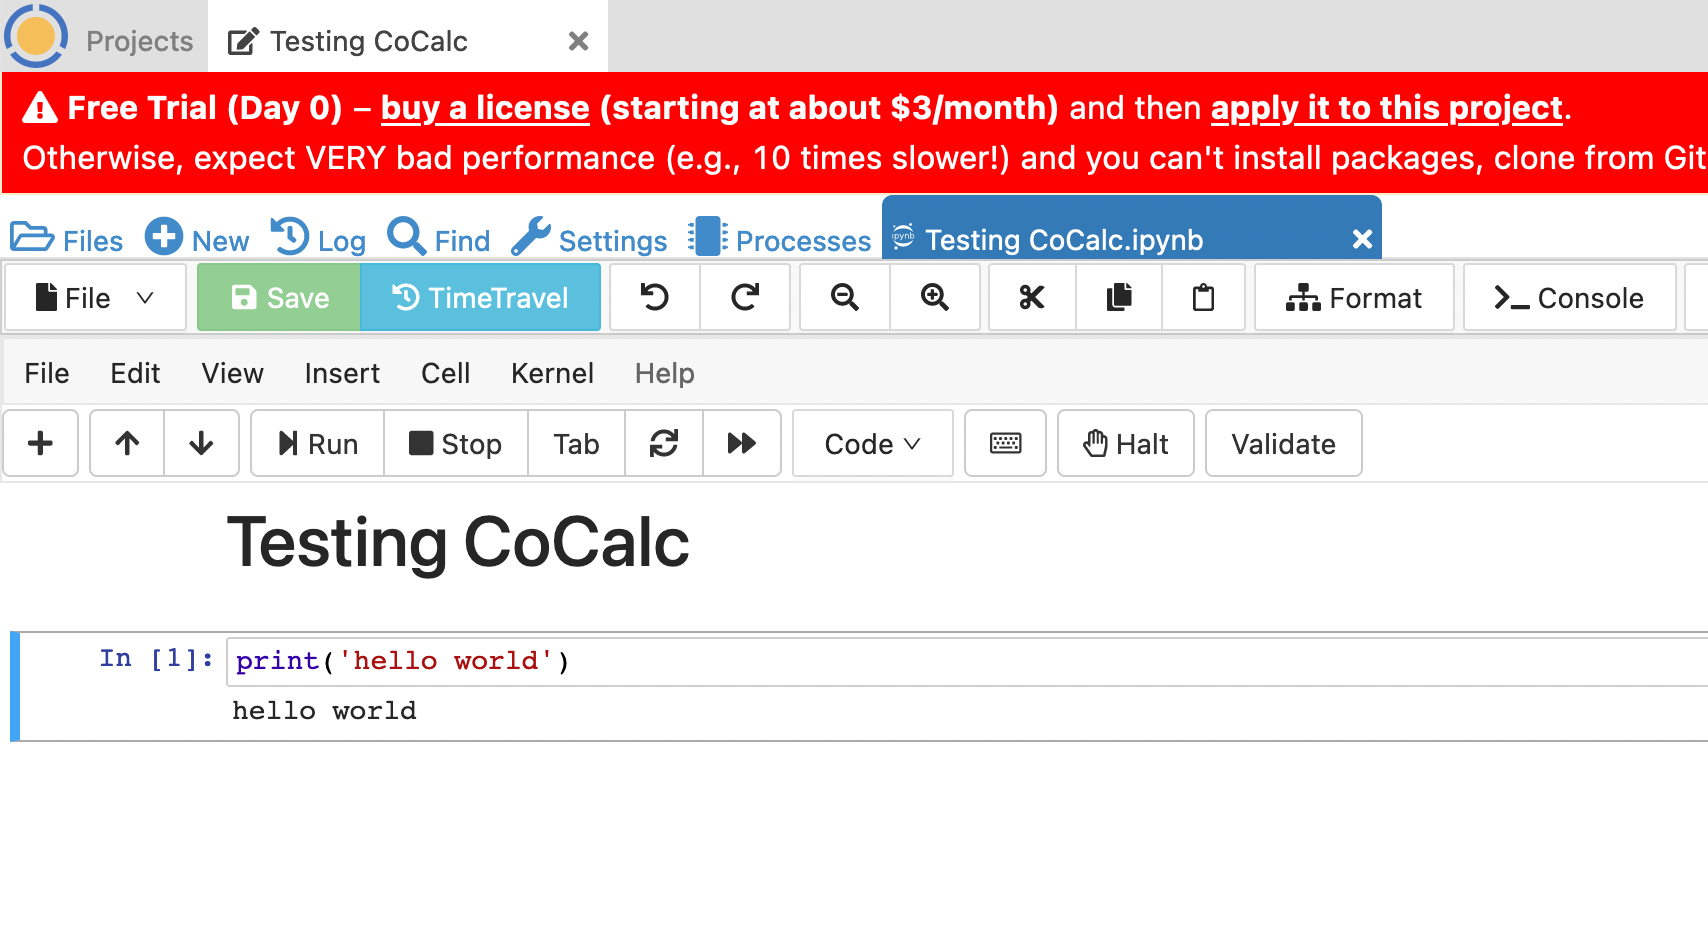 Projects Testing CoCalc
Free Trial (Day 0) – buy a license (starting at about $3/month) and then apply it to this project.
Otherwise, expect VERY bad performance (e.g., 10 times slower!) and you can't install packages, clone from Git
Files New Log Find Settings Processes ipynb Testing CoCalc.ipynb
File Save TimeTravel Format Console
File Edit View Insert Cell Kernel Help
Run Stop Tab Code Halt Validate
Testing CoCalc
In [1]: print('hello world')
hello world